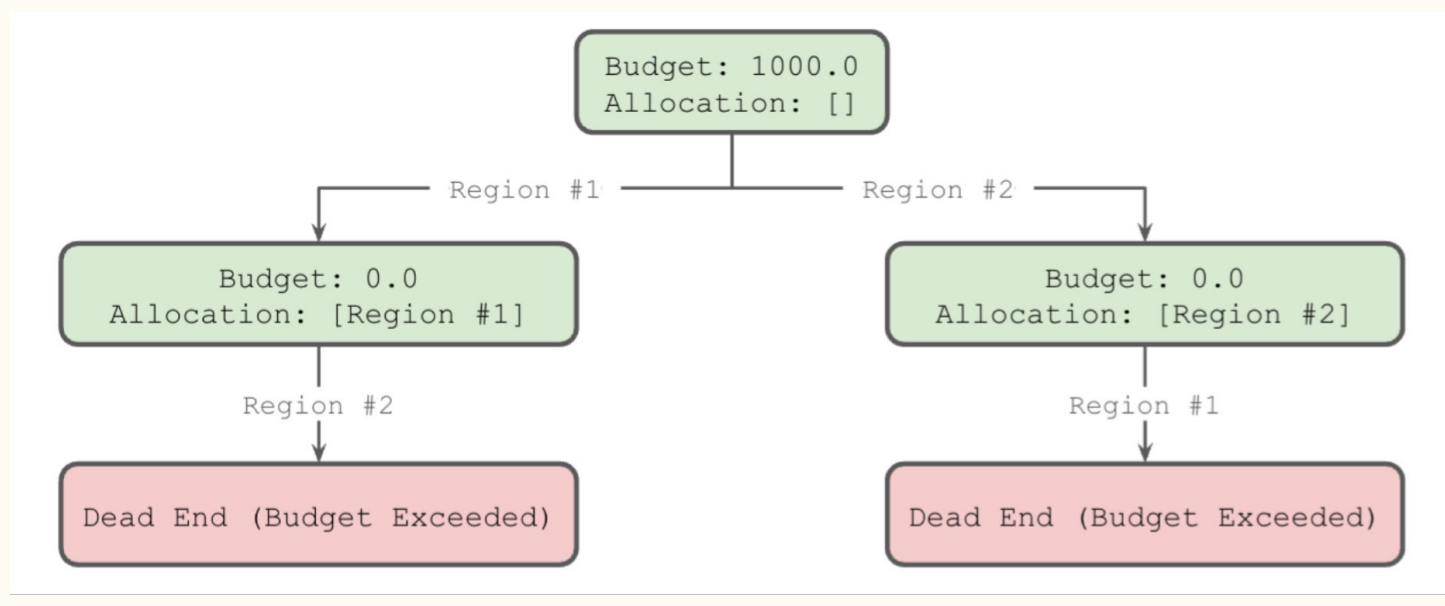 Budget: 1000.0
Allocation: []
Region #1
Region #2
Budget: 0.0
Allocation: [Region #1]
Budget: 0.0
Allocation: [Region #2]
Region #2
Region #1
Dead End (Budget Exceeded)
Dead End (Budget Exceeded)